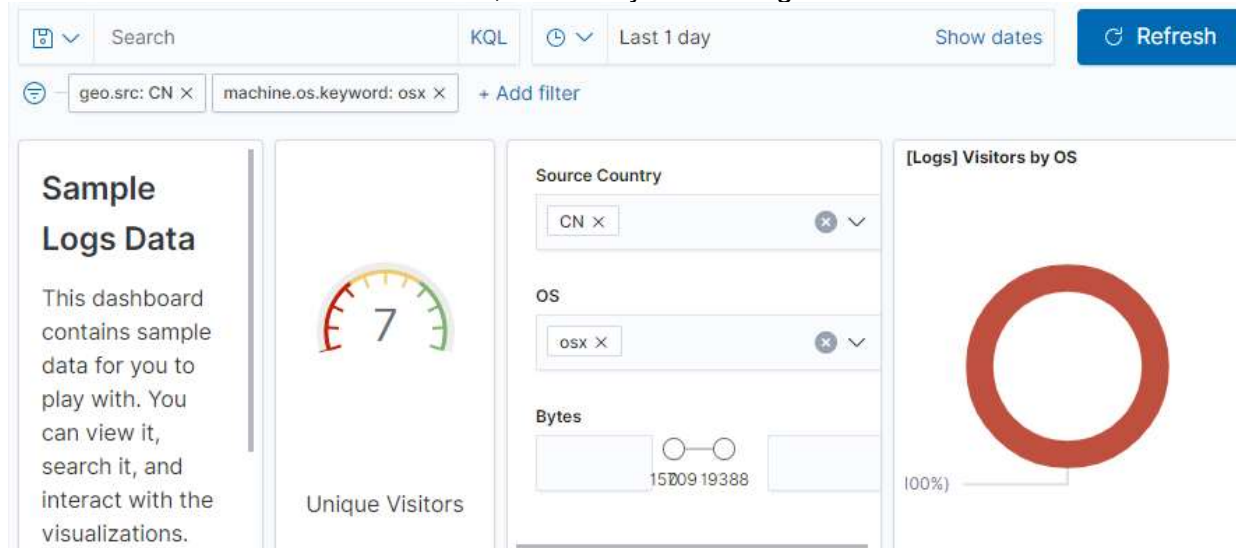 Search
KQL
Last 1 day
Show dates
Refresh
geo.src: CN ×
machine.os.keyword: osx ×
+ Add filter
Sample
Logs Data
This dashboard
contains sample
data for you to
play with. You
can view it,
search it, and
interact with the
visualizations.
7
Unique Visitors
Source Country
CN ×
OS
osx ×
Bytes
19388
[Logs] Visitors by OS
100%)